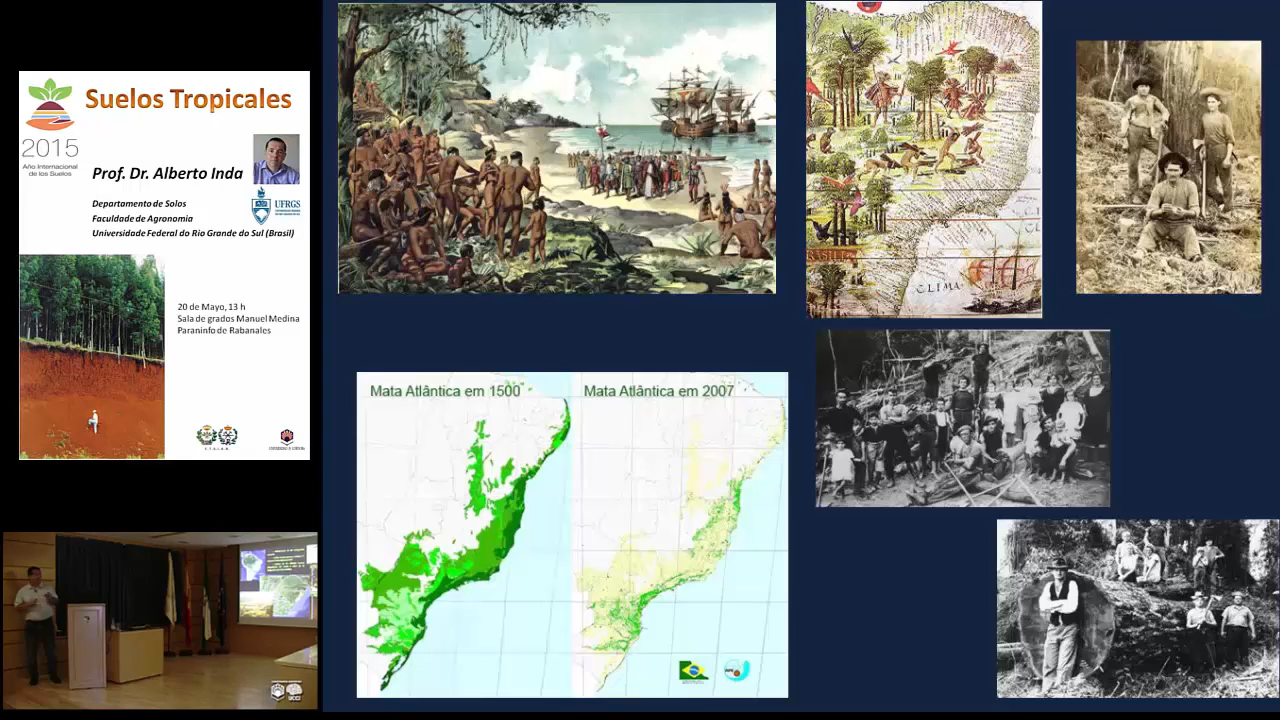 Suelos Tropicales
2015
Año Internacional
de los Suelos
Prof. Dr. Alberto Inda
UFRGS
Departamento de Solos
Faculdade de Agronomia
Universidade Federal do Rio Grande do Sul (Brasil)
20 de Mayo, 13 h
Sala de grados Manuel Medina
Paraninfo de Rabanales
Mata Atlântica em 1500
Mata Atlântica em 2007
CLIMA